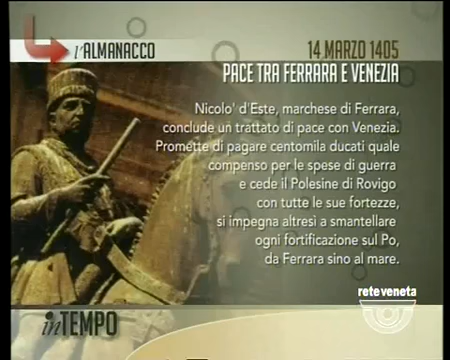 l'ALMANACCO
14 MARZO 1405
PACE TRA FERRARA E VENEZIA
Nicolo' d'Este, marchese di Ferrara,
conclude un trattato di pace con Venezia.
Promette di pagare centomila ducati quale
compenso per le spese di guerra
e cede il Polesine di Rovigo
con tutte le sue fortezze,
si impegna altresì a smantellare
ogni fortificazione sul Po,
da Ferrara sino al mare.
reteveneta
inTEMPO